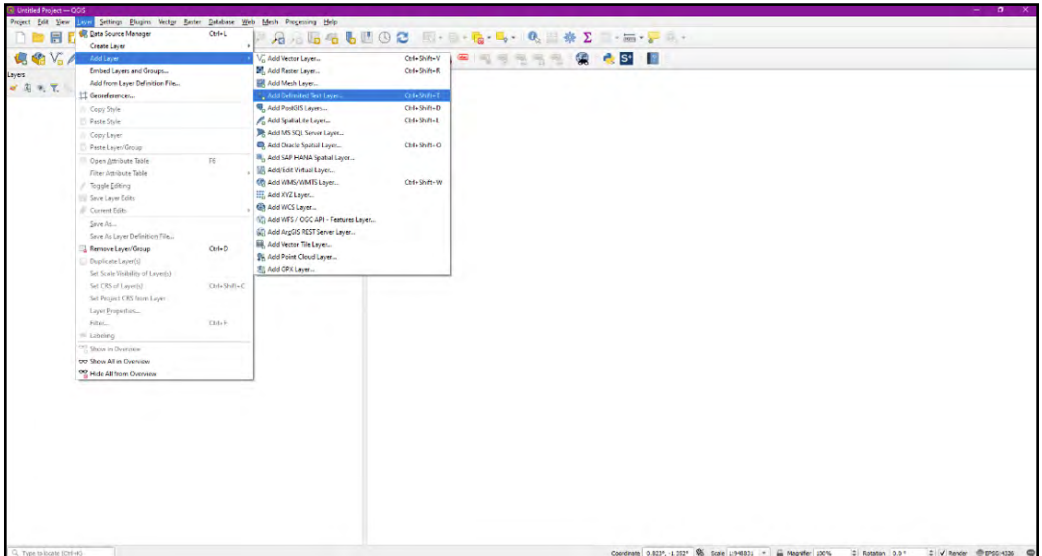 Untitled Project — QGIS
Project Edit View Layer Settings Plugins Vector Raster Database Web Mesh Processing Help
Data Source Manager Ctrl+L
Create Layer
Add Layer
Embed Layers and Groups...
Add from Layer Definition File...
Georeferencer...
Copy Style
Paste Style
Copy Layer
Paste Layer/Group
Open Attribute Table F6
Filter Attribute Table
Toggle Editing
Save Layer Edits
Current Edits
Save As...
Save As Layer Definition File...
Remove Layer/Group Ctrl+D
Duplicate Layer(s)
Set Scale Visibility of Layer(s)
Set CRS of Layer(s) Ctrl+Shift+C
Set Project CRS from Layer
Layer Properties...
Filter... Ctrl+F
Labeling
Show in Overview
Show All in Overview
Hide All from Overview
Add Vector Layer... Ctrl+Shift+V
Add Raster Layer... Ctrl+Shift+R
Add Mesh Layer...
Add Delimited Text Layer... Ctrl+Shift+T
Add PostGIS Layers... Ctrl+Shift+D
Add SpatiaLite Layer... Ctrl+Shift+L
Add MS SQL Server Layer...
Add Oracle Spatial Layer... Ctrl+Shift+O
Add SAP HANA Spatial Layer...
Add/Edit Virtual Layer...
Add WMS/WMTS Layer... Ctrl+Shift+W
Add XYZ Layer...
Add WCS Layer...
Add WFS / OGC API - Features Layer...
Add ArcGIS REST Server Layer...
Add Vector Tile Layer...
Add Point Cloud Layer...
Add GPX Layer...
Layers
Type to locate (Ctrl+K)
Coordinate 0.823°, -1.352° Scale Magnifier 100% Rotation 0.0° Render EPSG:4326